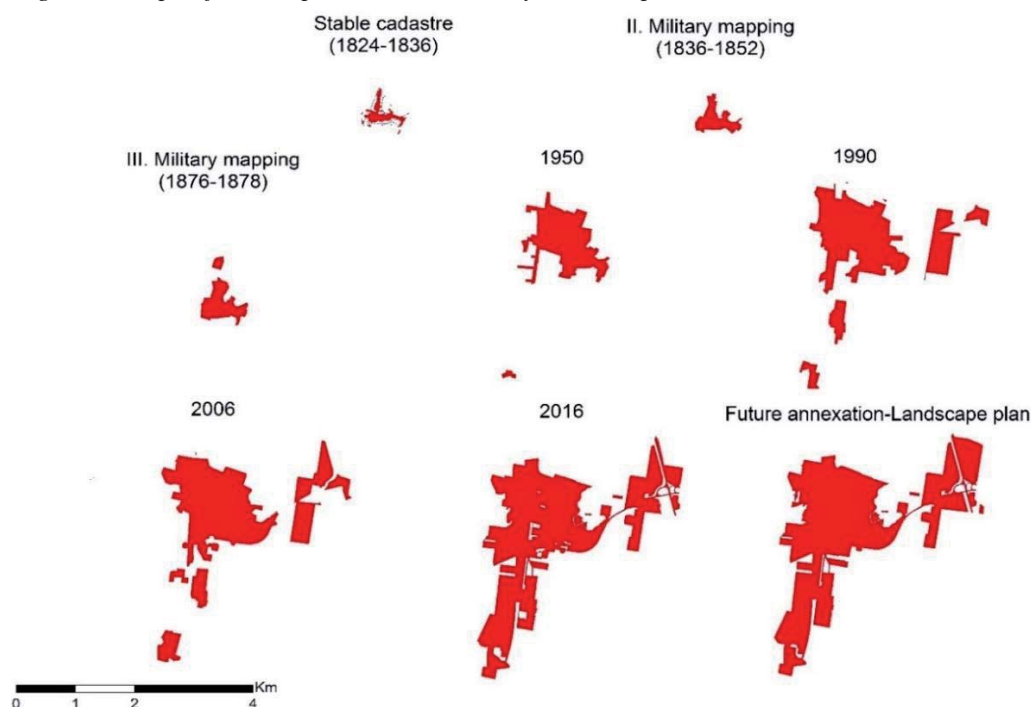 Stable cadastre
(1824-1836)
II. Military mapping
(1836-1852)
III. Military mapping
(1876-1878)
1950
1990
2006
2016
Future annexation-Landscape plan
Km
0 1 2 4